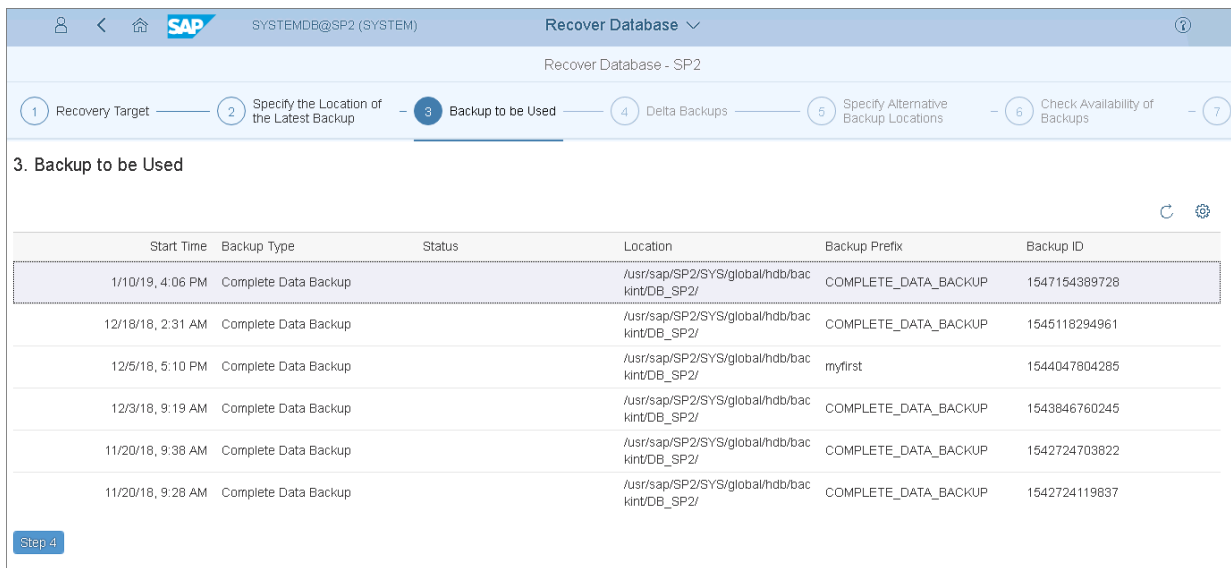 SAP SYSTEMDB@SP2 (SYSTEM) Recover Database
Recover Database - SP2
1 Recovery Target
2 Specify the Location of
the Latest Backup
3 Backup to be Used
4 Delta Backups
5 Specify Alternative
Backup Locations
6 Check Availability of
Backups
7
3. Backup to be Used
Start Time Backup Type Status Location Backup Prefix Backup ID
1/10/19, 4:06 PM Complete Data Backup /usr/sap/SP2/SYS/global/hdb/bac COMPLETE_DATA_BACKUP 1547154389728
kint/DB_SP2/
12/18/18, 2:31 AM Complete Data Backup /usr/sap/SP2/SYS/global/hdb/bac COMPLETE_DATA_BACKUP 1545118294961
kint/DB_SP2/
12/5/18, 5:10 PM Complete Data Backup /usr/sap/SP2/SYS/global/hdb/bac myfirst 1544047804285
kint/DB_SP2/
12/3/18, 9:19 AM Complete Data Backup /usr/sap/SP2/SYS/global/hdb/bac COMPLETE_DATA_BACKUP 1543846760245
kint/DB_SP2/
11/20/18, 9:38 AM Complete Data Backup /usr/sap/SP2/SYS/global/hdb/bac COMPLETE_DATA_BACKUP 1542724703822
kint/DB_SP2/
11/20/18, 9:28 AM Complete Data Backup /usr/sap/SP2/SYS/global/hdb/bac COMPLETE_DATA_BACKUP 1542724119837
kint/DB_SP2/
Step 4